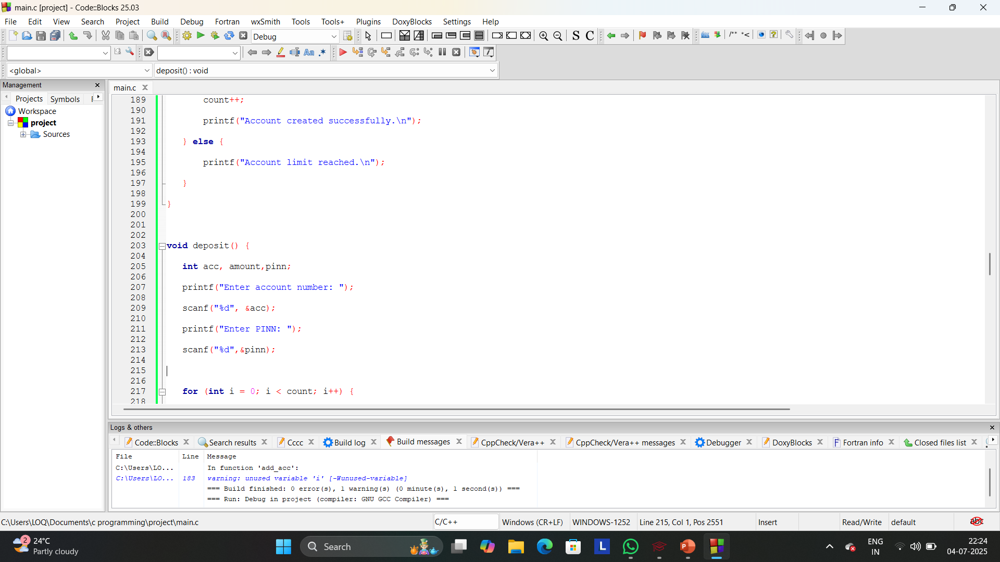 main.c [project] - Code::Blocks 25.03
File Edit View Search Project Build Debug Fortran wxSmith Tools Tools+ Plugins DoxyBlocks Settings Help
Debug
<global> deposit() : void
Management
Projects Symbols
Workspace
project
Sources
main.c
189 count++;
190
191 printf("Account created successfully.\n");
192
193 } else {
194
195 printf("Account limit reached.\n");
196
197 }
198
199 }
200
201
202
203 void deposit() {
204
205 int acc, amount,pinn;
206
207 printf("Enter account number: ");
208
209 scanf("%d", &acc);
210
211 printf("Enter PINN: ");
212
213 scanf("%d",&pinn);
214
215
216
217 for (int i = 0; i < count; i++) {
218
Logs & others
Code::Blocks Search results Cccc Build log Build messages CppCheck/Vera++ CppCheck/Vera++ messages Debugger DoxyBlocks Fortran info Closed files list
File Line Message
C:\Users\LO... In function 'add_acc':
C:\Users\LO... 183 warning: unused variable 'i' [-Wunused-variable]
=== Build finished: 0 error(s), 1 warning(s) (0 minute(s), 1 second(s)) ===
=== Run: Debug in project (compiler: GNU GCC Compiler) ===
C:\Users\LOQ\Documents\c programming\project\main.c C/C++ Windows (CR+LF) WINDOWS-1252 Line 215, Col 1, Pos 2551 Insert Read/Write default abc
2 24°C
Partly cloudy
Search
ENG
IN
22:24
04-07-2025